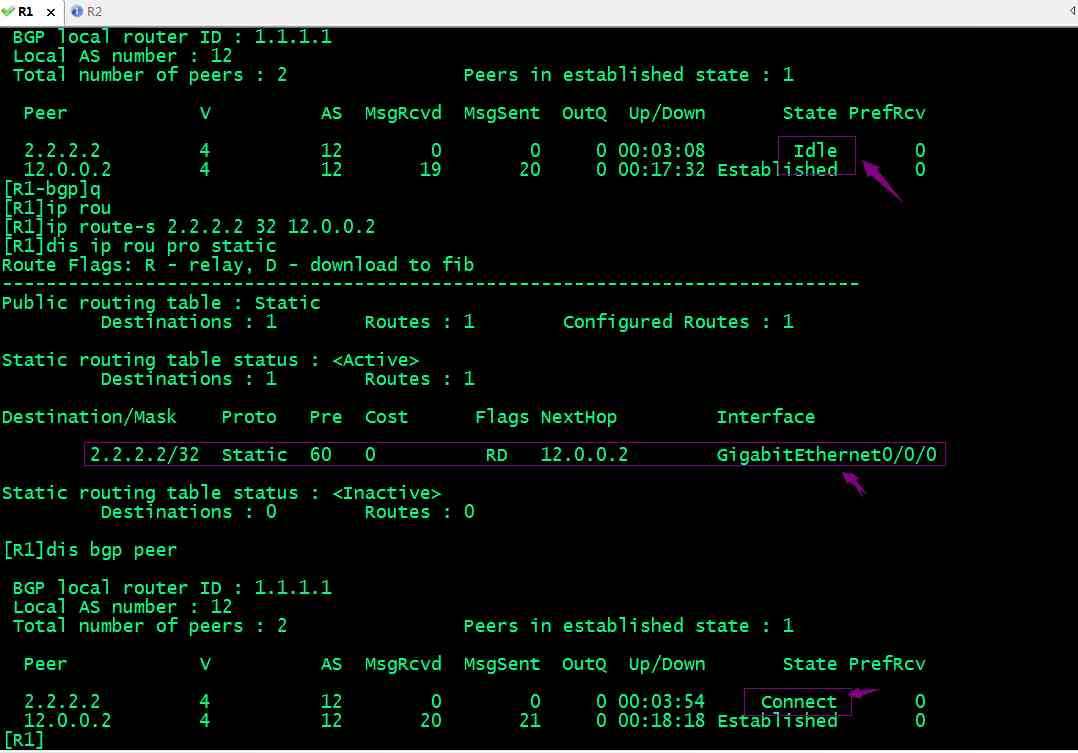 R1 R2
BGP local router ID : 1.1.1.1
Local AS number : 12
Total number of peers : 2 Peers in established state : 1
Peer V AS MsgRcvd MsgSent OutQ Up/Down State PrefRcv
2.2.2.2 4 12 0 0 0 00:03:08 Idle 0
12.0.0.2 4 12 19 20 0 00:17:32 Established 0
[R1-bgp]q
[R1]ip rou
[R1]ip route-s 2.2.2.2 32 12.0.0.2
[R1]dis ip rou pro static
Route Flags: R - relay, D - download to fib
------------------------------------------------------------------------------
Public routing table : Static
Destinations : 1 Routes : 1 Configured Routes : 1
Static routing table status : <Active>
Destinations : 1 Routes : 1
Destination/Mask Proto Pre Cost Flags NextHop Interface
2.2.2.2/32 Static 60 0 RD 12.0.0.2 GigabitEthernet0/0/0
Static routing table status : <Inactive>
Destinations : 0 Routes : 0
[R1]dis bgp peer
BGP local router ID : 1.1.1.1
Local AS number : 12
Total number of peers : 2 Peers in established state : 1
Peer V AS MsgRcvd MsgSent OutQ Up/Down State PrefRcv
2.2.2.2 4 12 0 0 0 00:03:54 Connect 0
12.0.0.2 4 12 20 21 0 00:18:18 Established 0
[R1]